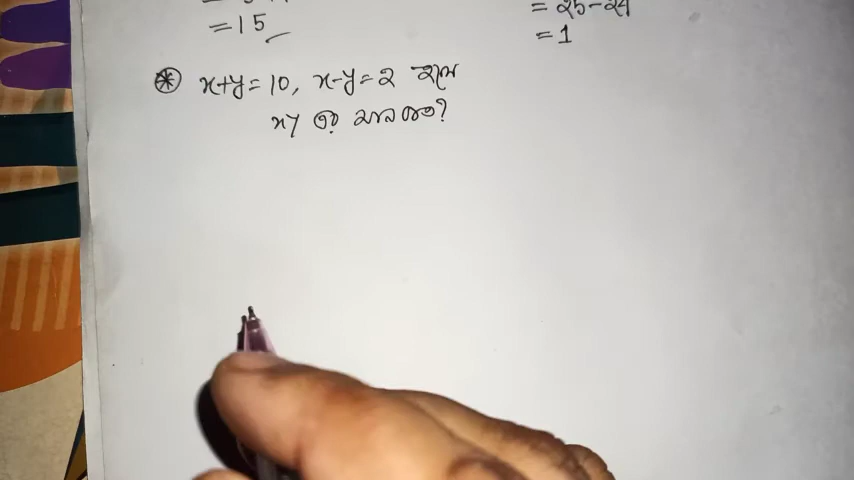 = 15
= 25-24
= 1
* x+y=10, x-y=2 হলে
xy এর মান কত?